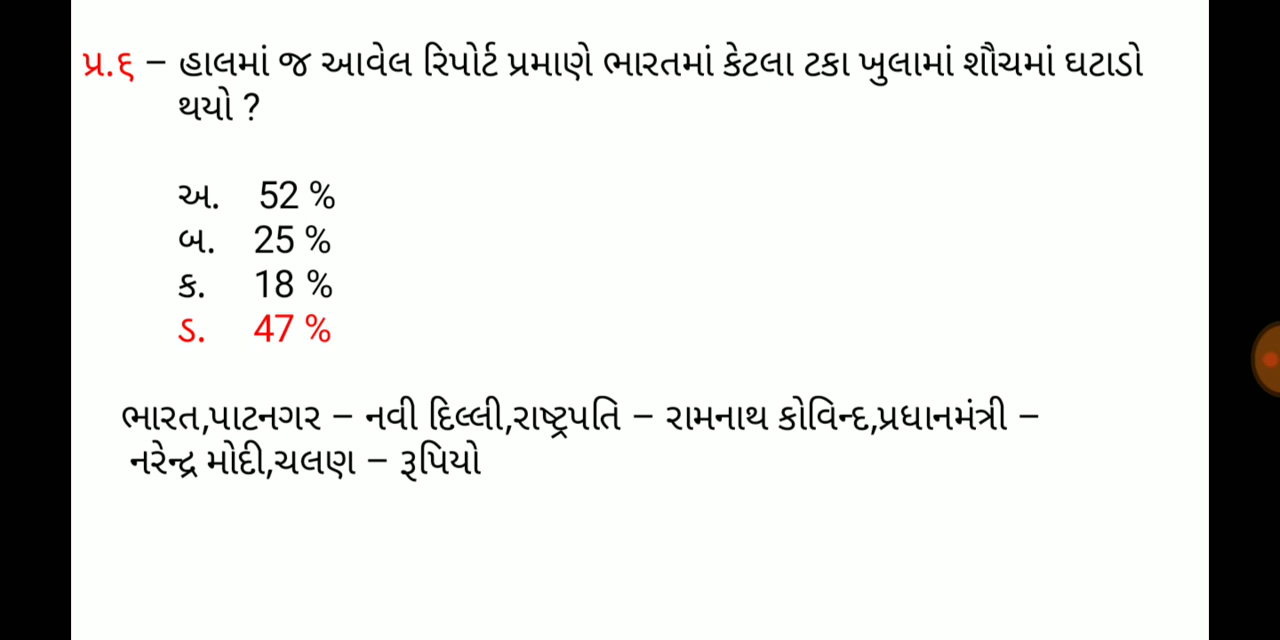 પ્ર.૬ – હાલમાં જ આવેલ રિપોર્ટ પ્રમાણે ભારતમાં કેટલા ટકા ખુલામાં શૌચમાં ઘટાડો
થયો ?
અ. 52 %
બ. 25 %
ક. 18 %
ડ. 47 %
ભારત,પાટનગર – નવી દિલ્લી,રાષ્ટ્રપતિ – રામનાથ કોવિન્દ,પ્રધાનમંત્રી –
નરેન્દ્ર મોદી,ચલણ – રૂપિયો